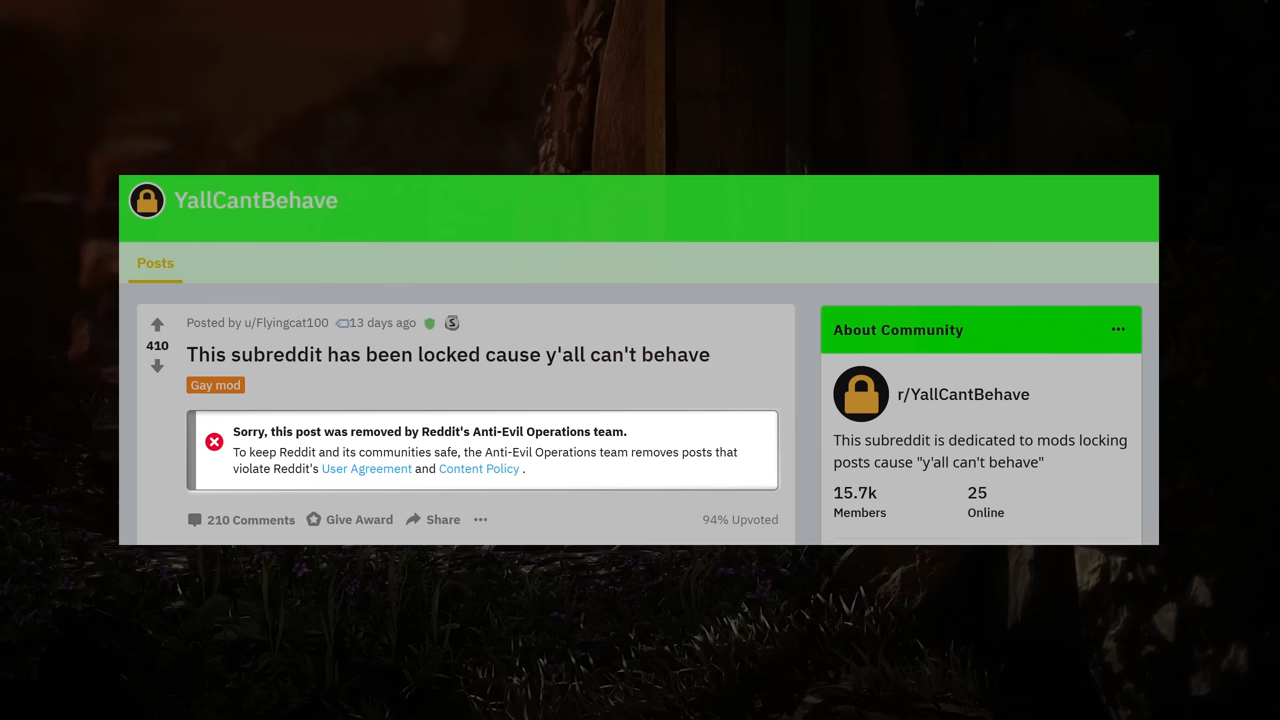 YallCantBehave
Posts
Posted by u/Flyingcat100 13 days ago
S
410
This subreddit has been locked cause y'all can't behave
Gay mod
Sorry, this post was removed by Reddit's Anti-Evil Operations team.
To keep Reddit and its communities safe, the Anti-Evil Operations team removes posts that
violate Reddit's User Agreement and Content Policy .
210 Comments Give Award Share ••• 94% Upvoted
About Community •••
r/YallCantBehave
This subreddit is dedicated to mods locking
posts cause "y'all can't behave"
15.7k 25
Members Online